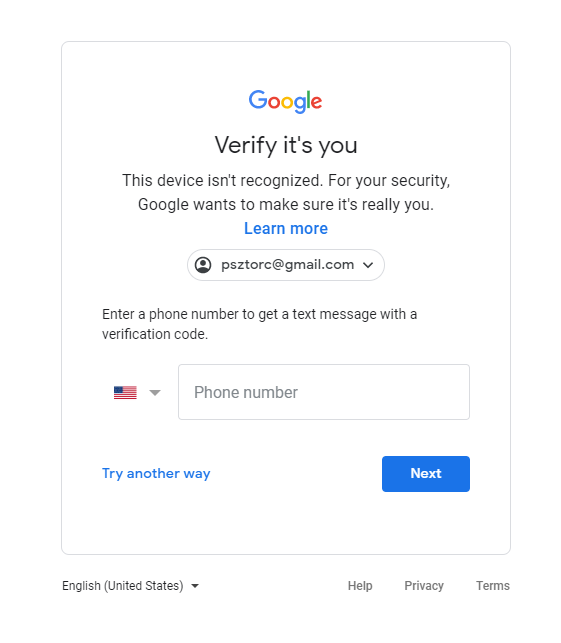 Google
Verify it's you
This device isn't recognized. For your security,
Google wants to make sure it's really you.
Learn more
psztorc@gmail.com
Enter a phone number to get a text message with a
verification code.
Phone number
Try another way
Next
English (United States)
Help
Privacy
Terms